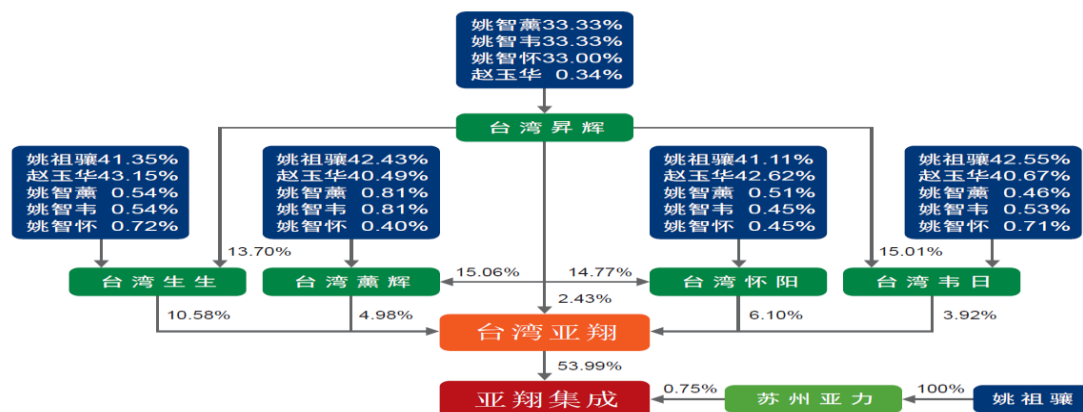 姚智薰33.33%
姚智韦33.33%
姚智怀33.00%
赵玉华 0.34%
台湾昇辉
姚祖骧41.35%
赵玉华43.15%
姚智薰 0.54%
姚智韦 0.54%
姚智怀 0.72%
姚祖骧42.43%
赵玉华40.49%
姚智薰 0.81%
姚智韦 0.81%
姚智怀 0.40%
姚祖骧41.11%
赵玉华42.62%
姚智薰 0.51%
姚智韦 0.45%
姚智怀 0.45%
姚祖骧42.55%
赵玉华40.67%
姚智薰 0.46%
姚智韦 0.53%
姚智怀 0.71%
13.70%
15.06%
14.77%
15.01%
台湾生生
台湾薰辉
台湾怀阳
台湾韦日
2.43%
10.58%
4.98%
6.10%
3.92%
台湾亚翔
53.99%
亚翔集成
0.75%
苏州亚力
100%
姚祖骧